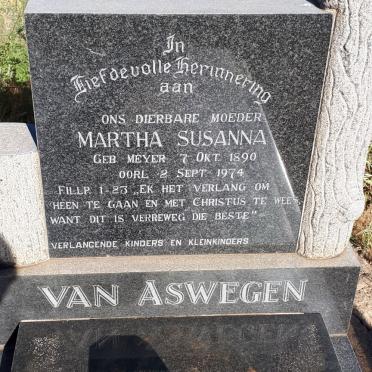 In
Liefdevolle Herinnering
aan
ONS DIERBARE MOEDER
MARTHA SUSANNA
GEB MEYER 7 OKT 1890
OORL 2 SEPT 1974
FILLP. 1-23 „EK HET VERLANG OM
HEEN TE GAAN EN MET CHRISTUS TE WEES
WANT DIT IS VERREWEG DIE BESTE"
VERLANGENDE KINDERS EN KLEINKINDERS
VAN ASWEGEN